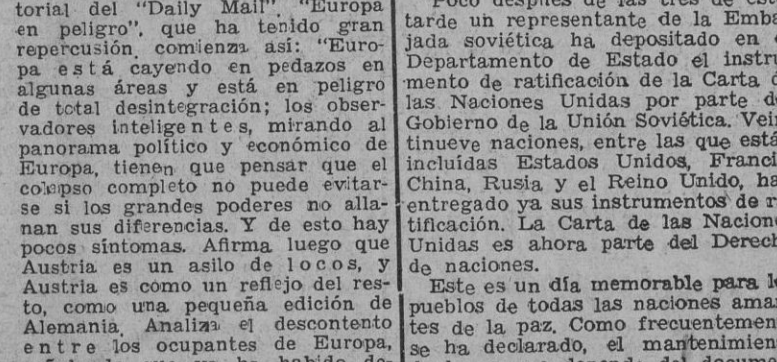 torial del "Daily Mail". "Europa
en peligro", que ha tenido gran
repercusión, comienza así: "Euro-
pa está cayendo en pedazos en
algunas áreas y está en peligro
de total desintegración; los obser-
vadores inteligentes, mirando al
panorama político y económico de
Europa, tienen que pensar que el
colapso completo no puede evitar-
se si los grandes poderes no alla-
nan sus diferencias. Y de esto hay
pocos síntomas. Afirma luego que
Austria es un asilo de locos, y
Austria es como un reflejo del res-
to, como una pequeña edición de
Alemania. Analiza el descontento
entre los ocupantes de Europa,
Poco después de las tres de
tarde un representante de la Emba
jada soviética ha depositado en
Departamento de Estado el instru
mento de ratificación de la Carta d
las Naciones Unidas por parte d
Gobierno de la Unión Soviética. Vein
tinueve naciones, entre las que está
incluídas Estados Unidos, Franci
China, Rusia y el Reino Unido, ha
entregado ya sus instrumentos de r
tificación. La Carta de las Nacion
Unidas es ahora parte del Derech
de naciones.
Este es un día memorable para l
pueblos de todas las naciones aman
tes de la paz. Como frecuentemen
se ha declarado, el mantenimien